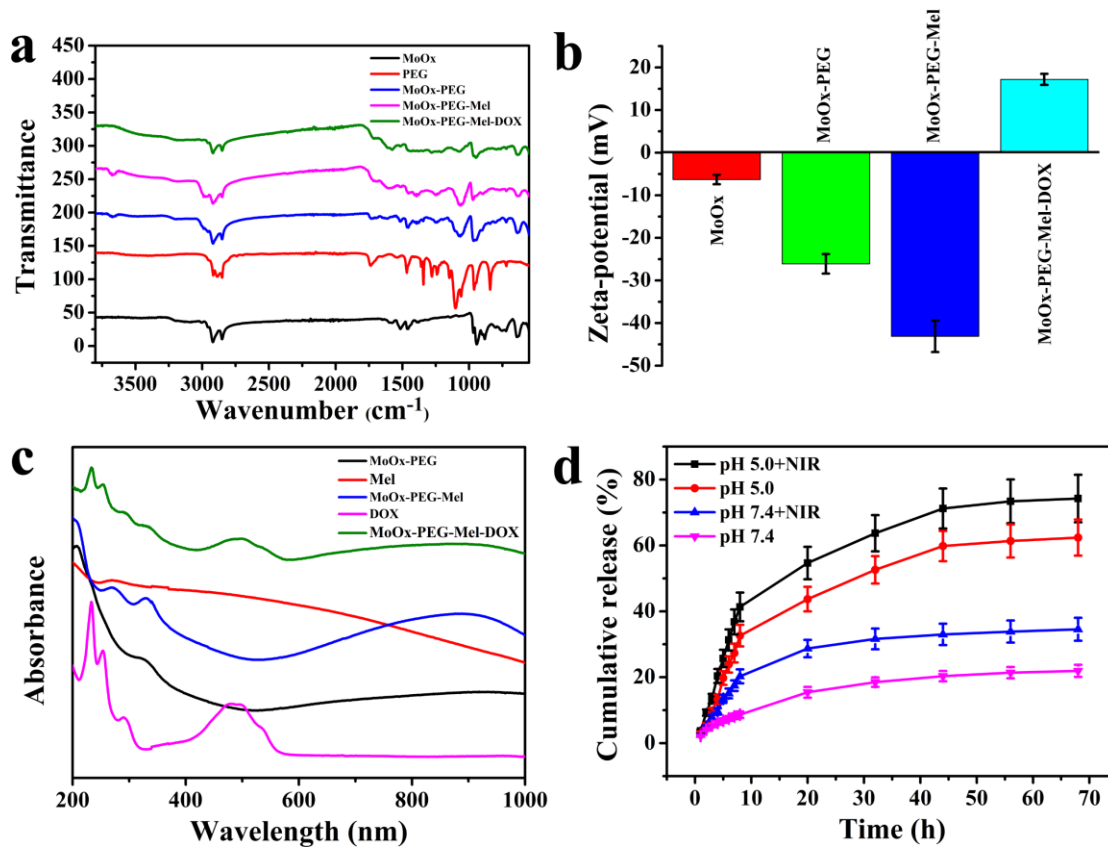 a
450
400
350
300
250
200
150
100
50
0
Transmittance
MoOx
PEG
MoOx-PEG
MoOx-PEG-Mel
MoOx-PEG-Mel-DOX
3500 3000 2500 2000 1500 1000
Wavenumber (cm⁻¹)
b
20
10
0
-10
-20
-30
-40
-50
Zeta-potential (mV)
MoOx
MoOx-PEG
MoOx-PEG-Mel
MoOx-PEG-Mel-DOX
c
Absorbance
MoOx-PEG
Mel
MoOx-PEG-Mel
DOX
MoOx-PEG-Mel-DOX
200 400 600 800 1000
Wavelength (nm)
d
80
60
40
20
0
Cumulative release (%)
pH 5.0+NIR
pH 5.0
pH 7.4+NIR
pH 7.4
0 10 20 30 40 50 60 70
Time (h)